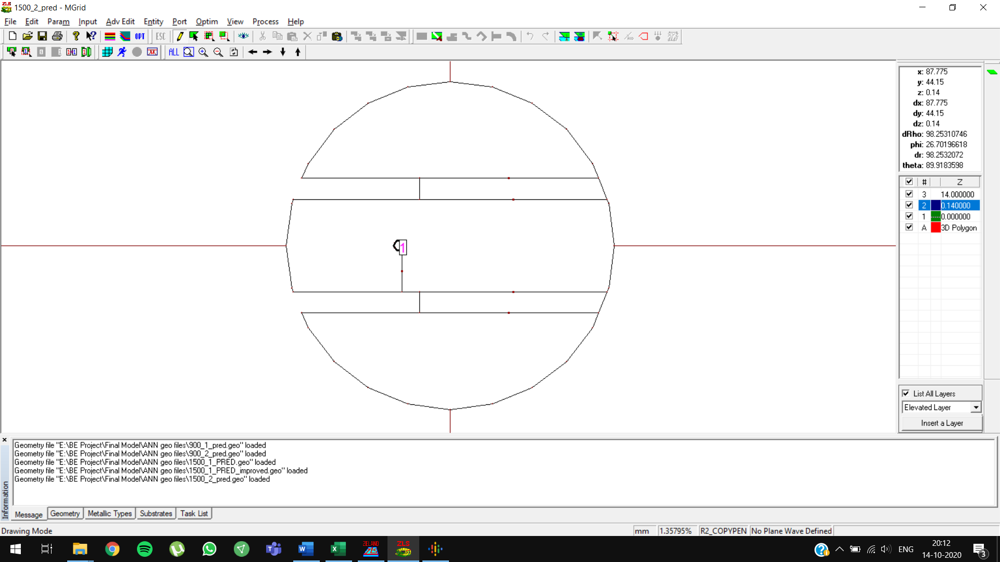 1500_2_pred - MGrid
File Edit Param Input Adv Edit Entity Port Optim View Process Help
OPT ESC
ALL
x: 87.775
y: 44.15
z: 0.14
dx: 87.775
dy: 44.15
dz: 0.14
dRho: 98.25310746
phi: 26.70196618
dr: 98.2532072
theta: 89.9183598
# Z
3 14.000000
2 0.140000
1 0.000000
A 3D Polygon
1
List All Layers
Elevated Layer
Insert a Layer
Geometry file "E:\BE Project\Final Model\ANN geo files\900_1_pred.geo" loaded
Geometry file "E:\BE Project\Final Model\ANN geo files\900_2_pred.geo" loaded
Geometry file "E:\BE Project\Final Model\ANN geo files\1500_1_PRED.geo" loaded
Geometry file "E:\BE Project\Final Model\ANN geo files\1500_1_PRED_improved.geo" loaded
Geometry file "E:\BE Project\Final Model\ANN geo files\1500_2_pred.geo" loaded
Information
Message Geometry Metallic Types Substrates Task List
Drawing Mode mm 1.35795% R2_COPYPEN No Plane Wave Defined
ZELAND ZLS
ENG
20:12
14-10-2020
3